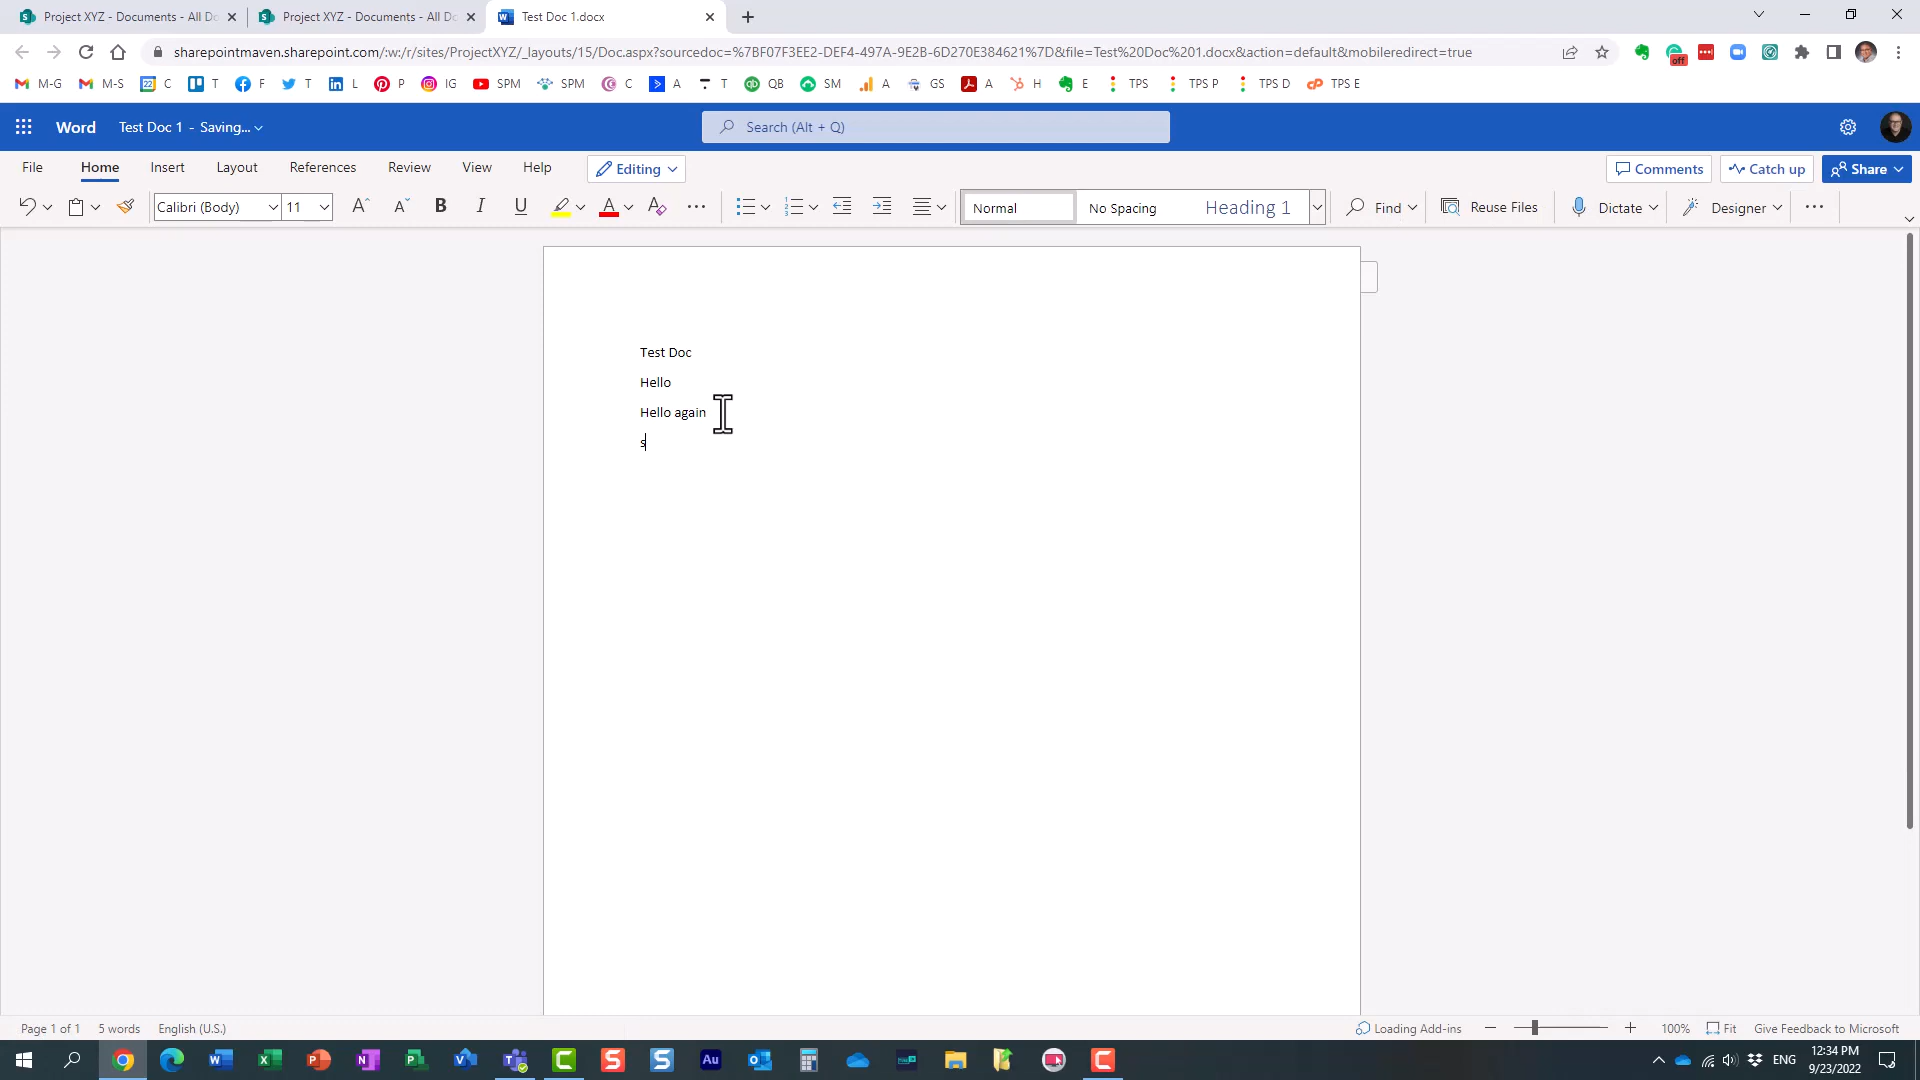 Project XYZ - Documents - All Do
Project XYZ - Documents - All Do
Test Doc 1.docx
sharepointmaven.sharepoint.com/:w:/r/sites/ProjectXYZ/_layouts/15/Doc.aspx?sourcedoc=%7BF07F3EE2-DEF4-497A-9E2B-6D270E384621%7D&file=Test%20Doc%201.docx&action=default&mobileredirect=true
off
M-G M-S 22 C T F T L P IG SPM SPM C A T QB SM A GS A H E TPS TPS P TPS D TPS E
Word Test Doc 1 - Saving... Search (Alt + Q)
File Home Insert Layout References Review View Help Editing Comments Catch up Share
Calibri (Body) 11 A A B I U A A Normal No Spacing Heading 1 Find Reuse Files Dictate Designer
Test Doc
Hello
Hello again
s
Page 1 of 1 5 words English (U.S.) Loading Add-ins 100% Fit Give Feedback to Microsoft
ENG 12:34 PM
9/23/2022